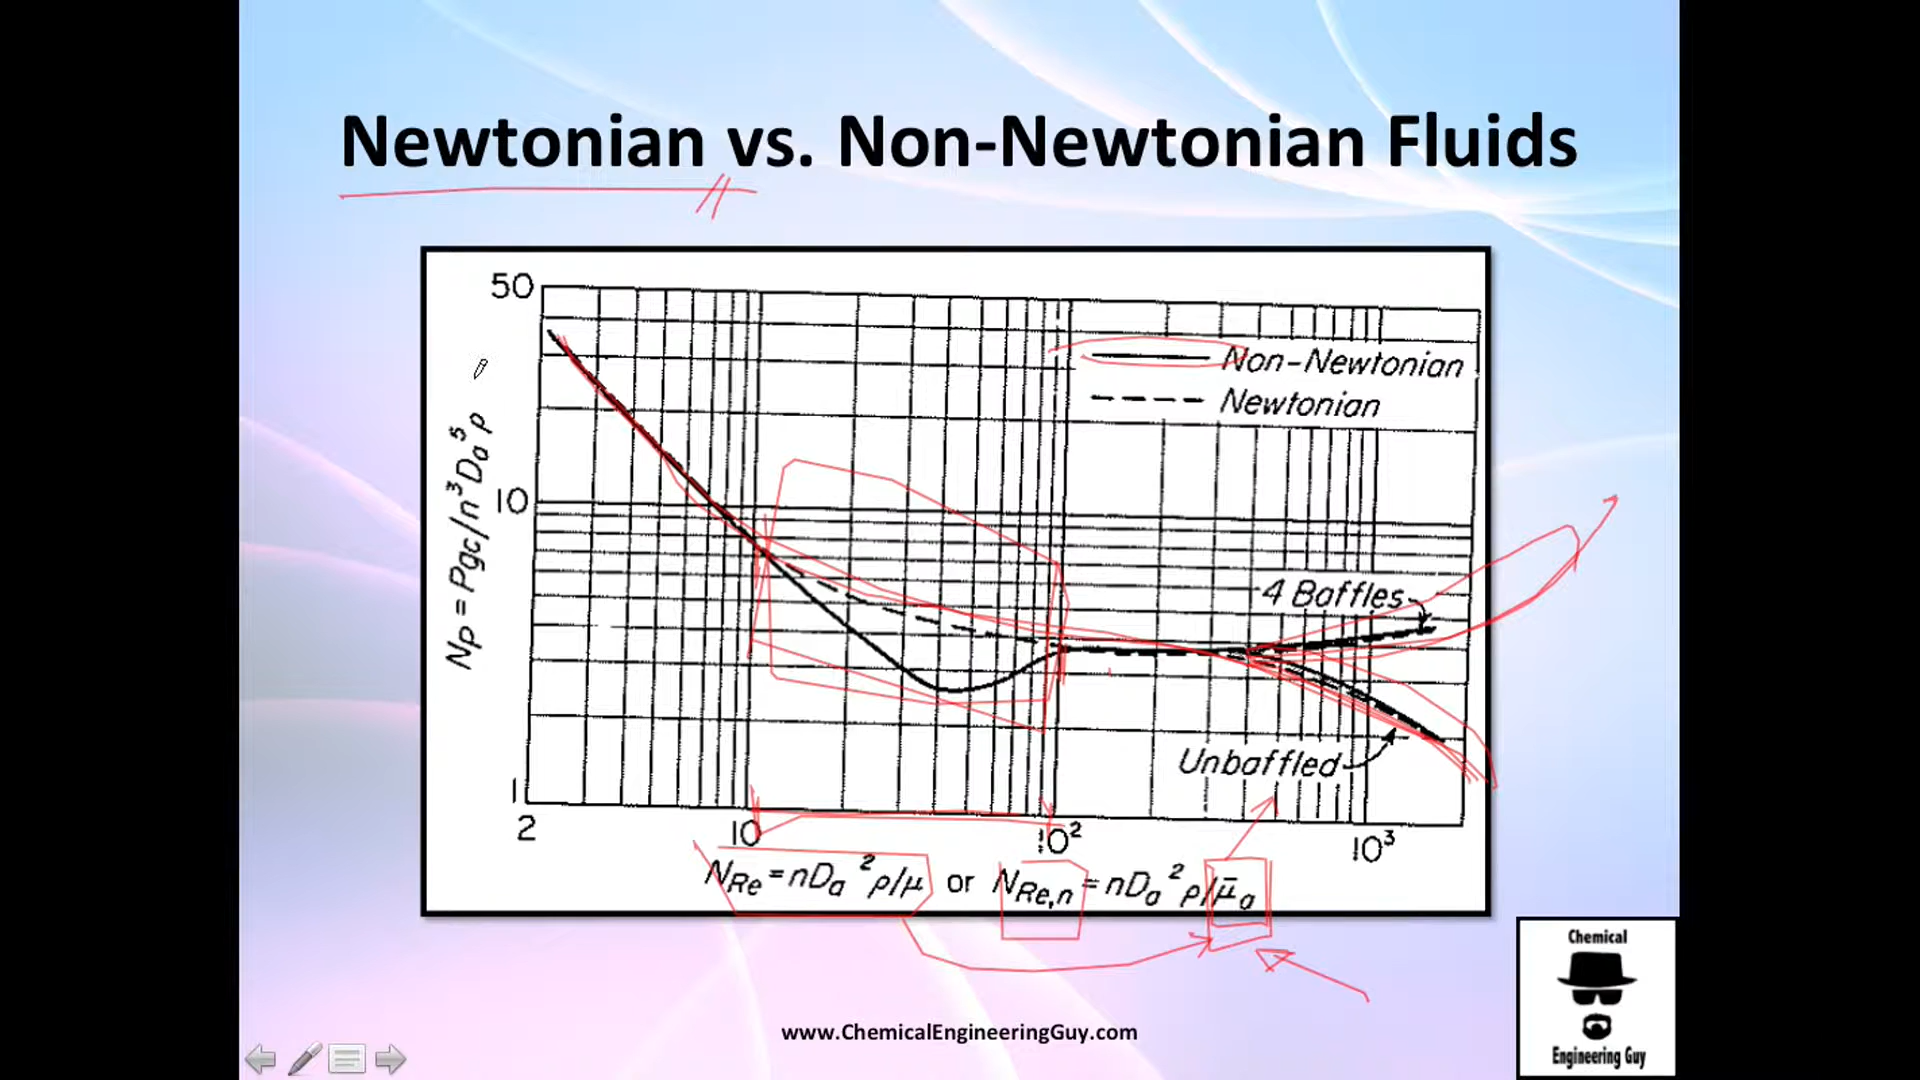 Newtonian vs. Non-Newtonian Fluids
50
Non-Newtonian
Newtonian
Np = Pgc/n³Da⁵ρ
10
4 Baffles
Unbaffled
1
2
10
10²
10³
NRe = nDa²ρ/μ or NRe,n = nDa²ρ/μ̄a
Chemical
Engineering Guy
www.ChemicalEngineeringGuy.com